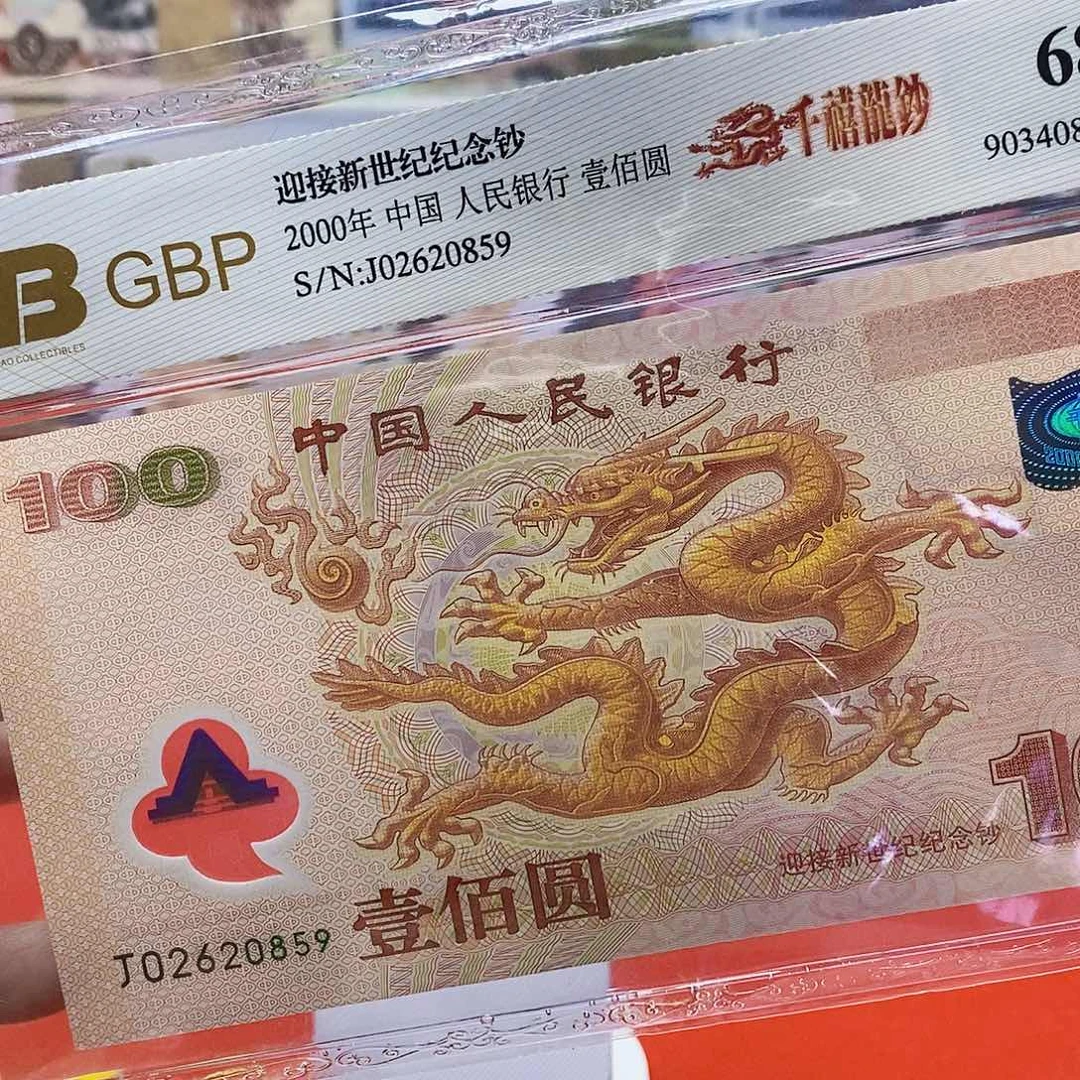 迎接新世纪纪念钞
千禧龍鈔
2000年 中国 人民银行 壹佰圆
GBP
S/N:J02620859
AO COLLECTIBLES
903408
中国人民银行
100
迎接新世纪纪念钞
壹佰圆
J02620859